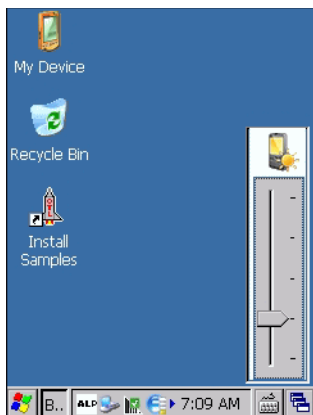 My Device
Recycle Bin
Install
Samples
B.. ALP 7:09 AM